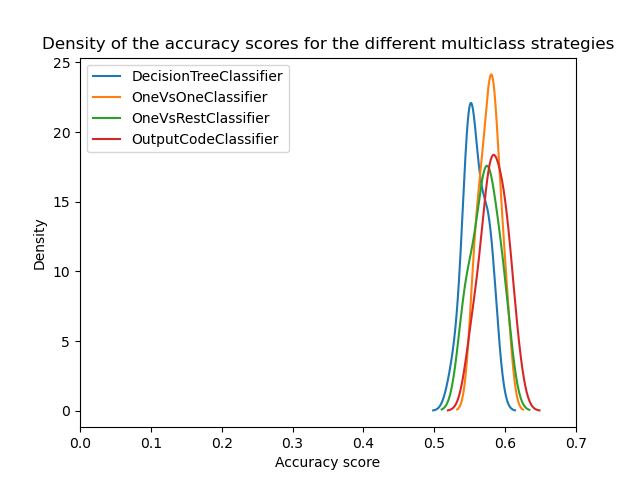 Density of the accuracy scores for the different multiclass strategies
25
20
15
10
5
0
Density
DecisionTreeClassifier
OneVsOneClassifier
OneVsRestClassifier
OutputCodeClassifier
0.0 0.1 0.2 0.3 0.4 0.5 0.6 0.7
Accuracy score